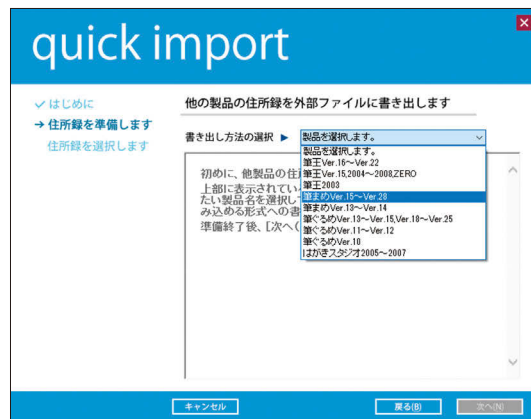 quick import
✓ はじめに
→ 住所録を準備します
住所録を選択します
他の製品の住所録を外部ファイルに書き出します
書き出し方法の選択 ▶ 製品を選択します。
製品を選択します。
筆王Ver.16～Ver.22
筆王Ver.15,2004～2008,ZERO
筆王2003
筆まめVer.15～Ver.28
筆まめVer.13～Ver.14
筆ぐるめVer.13～Ver.15,Ver.18～Ver.25
筆ぐるめVer.11～Ver.12
筆ぐるめVer.10
はがきスタジオ2005～2007
初めに、他製品の住
上部に表示されてい
たい製品名を選択し
み込める形式への書
準備終了後、[次へ(
キャンセル
戻る(B)
次へ(N)